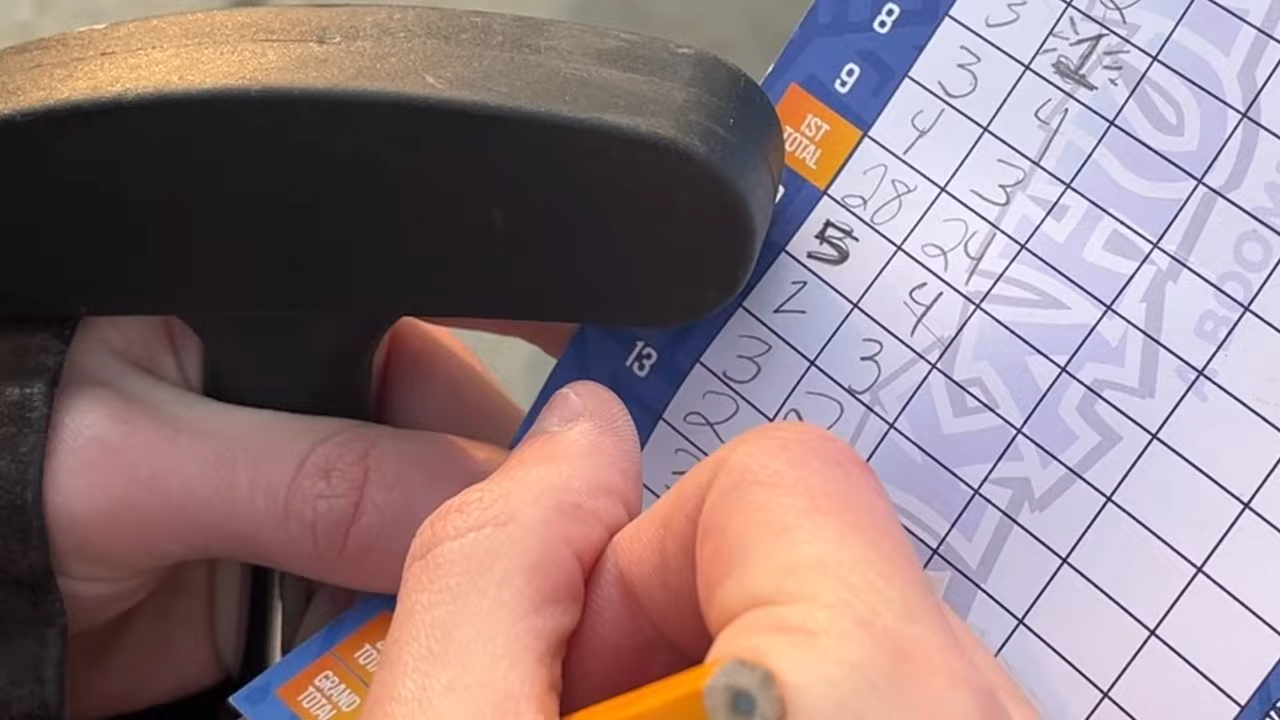 3 1
8 3 4
9 4 3
1ST TOTAL 28 24
5 4
2 3
3 2
13 2
GRAND TOTAL